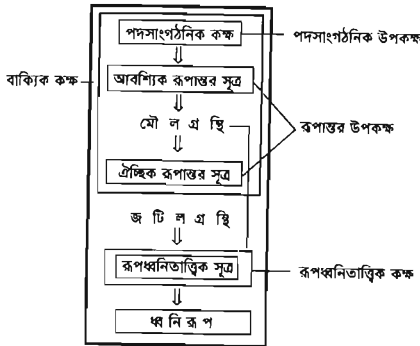 পদসাংগঠনিক কক্ষ
পদসাংগঠনিক উপকক্ষ
আবশ্যিক রূপান্তর সূত্র
বাক্যিক কক্ষ
মৌ ল গ্র ন্থি
রূপান্তর উপকক্ষ
ঐচ্ছিক রূপান্তর সূত্র
জ টি ল গ্র ন্থি
রূপধ্বনিতাত্ত্বিক সূত্র
রূপধ্বনিতাত্ত্বিক কক্ষ
ধ্ব নি রূ প